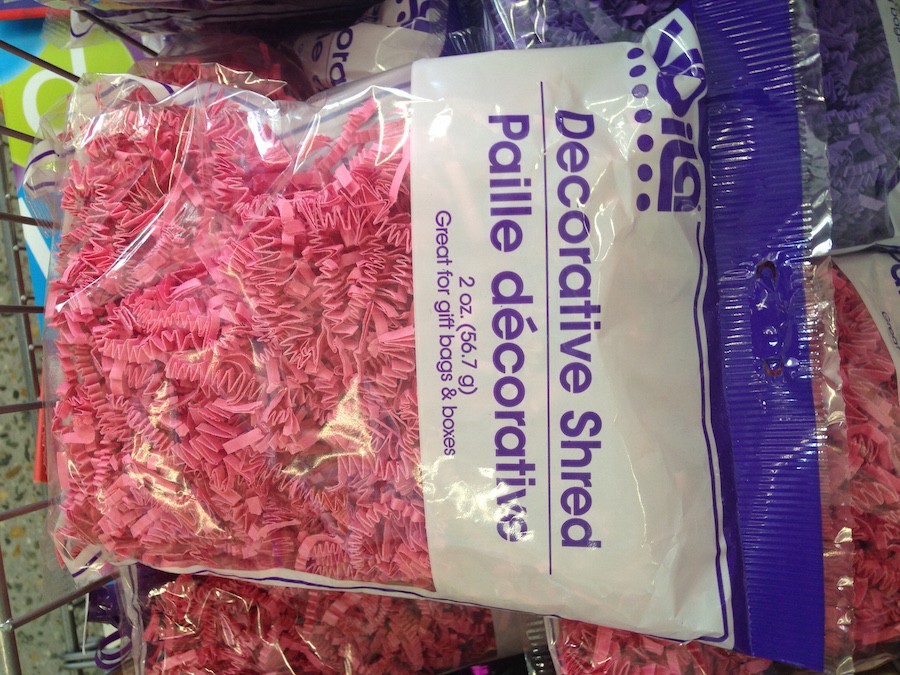 Decorative Shred
Paille décorative
2 oz. (56.7 g)
Great for gift bags & boxes